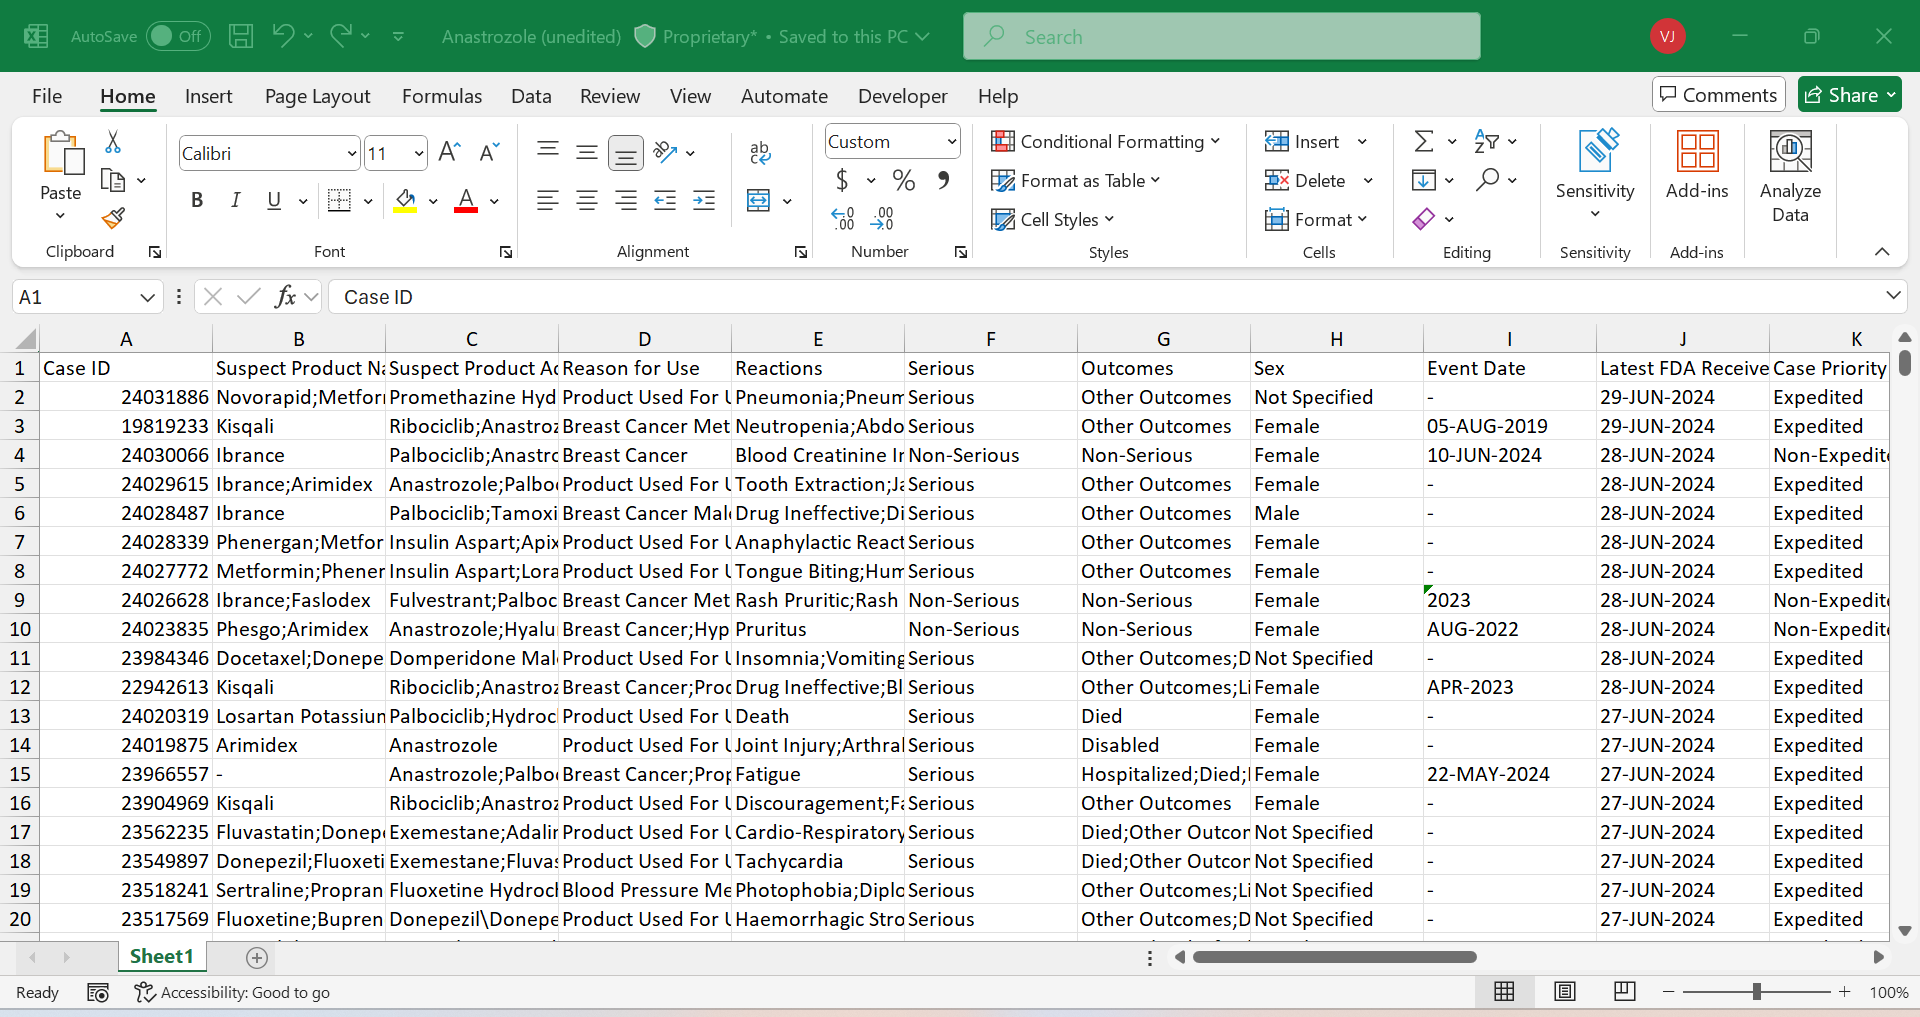 AutoSave Off Anastrozole (unedited) Proprietary* • Saved to this PC Search VJ
File Home Insert Page Layout Formulas Data Review View Automate Developer Help Comments Share
Paste Calibri 11 B I U A Custom $ % Conditional Formatting Format as Table Cell Styles Insert Delete Format Sensitivity Add-ins Analyze Data
Clipboard Font Alignment Number Styles Cells Editing Sensitivity Add-ins
A1 fx Case ID
A B C D E F G H I J K
1 Case ID Suspect Product Na Suspect Product Ac Reason for Use Reactions Serious Outcomes Sex Event Date Latest FDA Receive Case Priority
2 24031886 Novorapid;Metfor Promethazine Hyd Product Used For U Pneumonia;Pneum Serious Other Outcomes Not Specified - 29-JUN-2024 Expedited
3 19819233 Kisqali Ribociclib;Anastroz Breast Cancer Met Neutropenia;Abdo Serious Other Outcomes Female 05-AUG-2019 29-JUN-2024 Expedited
4 24030066 Ibrance Palbociclib;Anastro Breast Cancer Blood Creatinine In Non-Serious Non-Serious Female 10-JUN-2024 28-JUN-2024 Non-Expedite
5 24029615 Ibrance;Arimidex Anastrozole;Palbo Product Used For U Tooth Extraction;Ja Serious Other Outcomes Female - 28-JUN-2024 Expedited
6 24028487 Ibrance Palbociclib;Tamoxi Breast Cancer Male Drug Ineffective;Di Serious Other Outcomes Male - 28-JUN-2024 Expedited
7 24028339 Phenergan;Metfor Insulin Aspart;Apix Product Used For U Anaphylactic React Serious Other Outcomes Female - 28-JUN-2024 Expedited
8 24027772 Metformin;Phener Insulin Aspart;Lora Product Used For U Tongue Biting;Hum Serious Other Outcomes Female - 28-JUN-2024 Expedited
9 24026628 Ibrance;Faslodex Fulvestrant;Palboc Breast Cancer Met Rash Pruritic;Rash Non-Serious Non-Serious Female 2023 28-JUN-2024 Non-Expedite
10 24023835 Phesgo;Arimidex Anastrozole;Hyalu Breast Cancer;Hyp Pruritus Non-Serious Non-Serious Female AUG-2022 28-JUN-2024 Non-Expedite
11 23984346 Docetaxel;Donepe Domperidone Mal Product Used For U Insomnia;Vomiting Serious Other Outcomes;D Not Specified - 28-JUN-2024 Expedited
12 22942613 Kisqali Ribociclib;Anastroz Breast Cancer;Proc Drug Ineffective;Bl Serious Other Outcomes;Li Female APR-2023 28-JUN-2024 Expedited
13 24020319 Losartan Potassiun Palbociclib;Hydroc Product Used For U Death Serious Died Female - 27-JUN-2024 Expedited
14 24019875 Arimidex Anastrozole Product Used For U Joint Injury;Arthral Serious Disabled Female - 27-JUN-2024 Expedited
15 23966557 - Anastrozole;Palbo Breast Cancer;Prop Fatigue Serious Hospitalized;Died; Female 22-MAY-2024 27-JUN-2024 Expedited
16 23904969 Kisqali Ribociclib;Anastroz Product Used For U Discouragement;Fa Serious Other Outcomes Female - 27-JUN-2024 Expedited
17 23562235 Fluvastatin;Donep Exemestane;Adalin Product Used For U Cardio-Respiratory Serious Died;Other Outcom Not Specified - 27-JUN-2024 Expedited
18 23549897 Donepezil;Fluoxeti Exemestane;Fluvas Product Used For U Tachycardia Serious Died;Other Outcom Not Specified - 27-JUN-2024 Expedited
19 23518241 Sertraline;Propran Fluoxetine Hydroch Blood Pressure Me Photophobia;Diplo Serious Other Outcomes;Li Not Specified - 27-JUN-2024 Expedited
20 23517569 Fluoxetine;Bupren Donepezil\Donepe Product Used For U Haemorrhagic Stro Serious Other Outcomes;D Not Specified - 27-JUN-2024 Expedited
Sheet1
Ready Accessibility: Good to go 100%